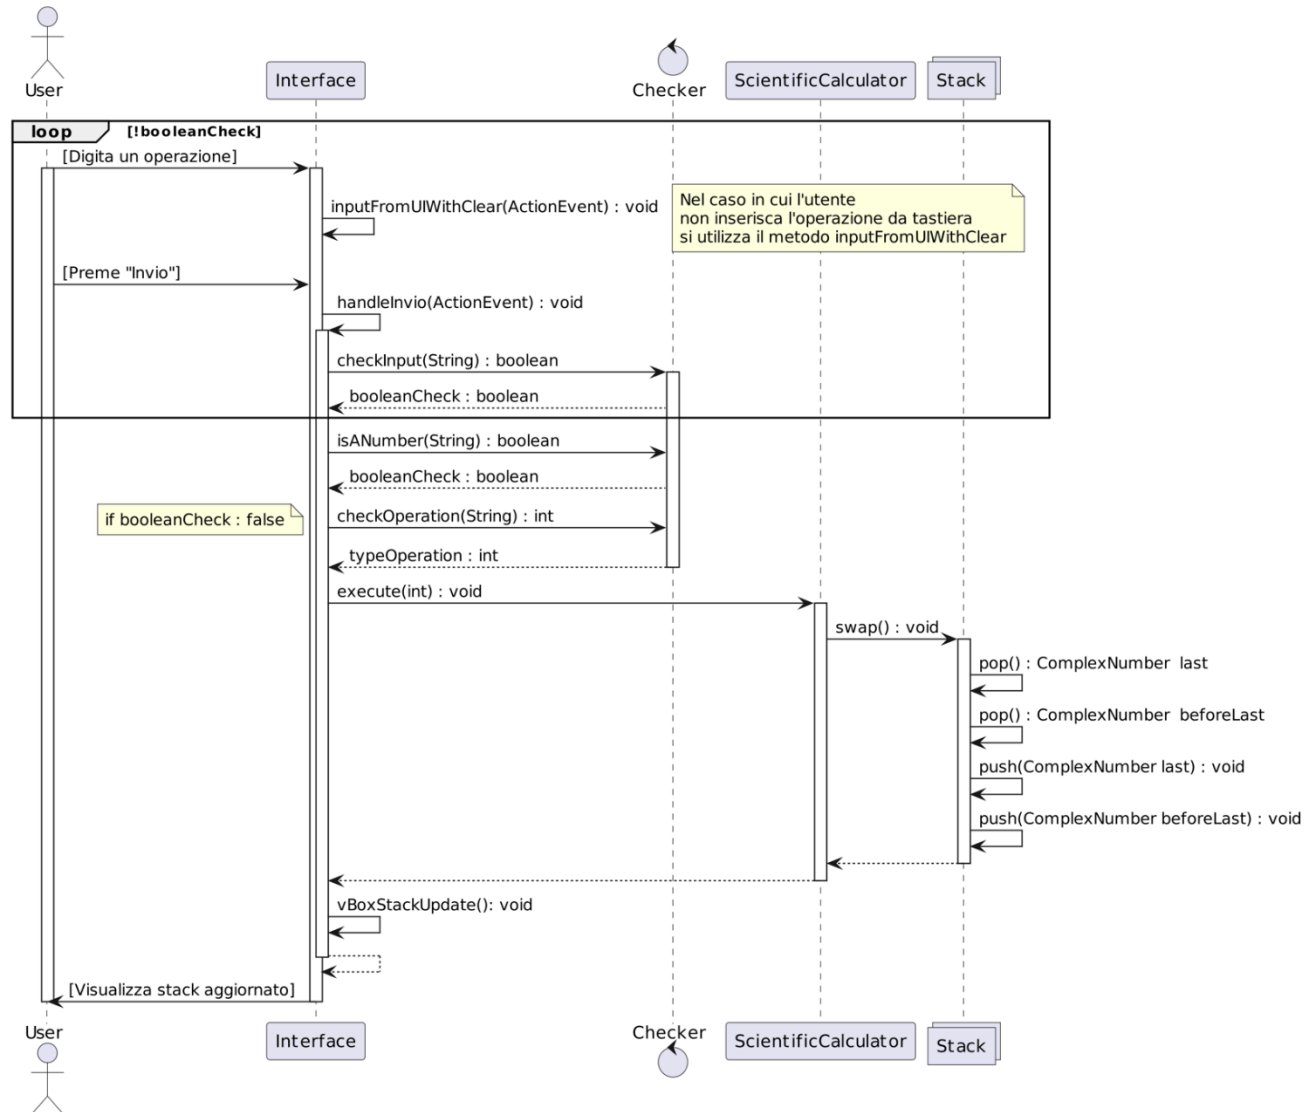 User
Interface
Checker
ScientificCalculator
Stack
loop
[!booleanCheck]
[Digita un operazione]
inputFromUIWithClear(ActionEvent) : void
Nel caso in cui l'utente
non inserisca l'operazione da tastiera
si utilizza il metodo inputFromUIWithClear
[Preme "Invio"]
handleInvio(ActionEvent) : void
checkInput(String) : boolean
booleanCheck : boolean
isANumber(String) : boolean
booleanCheck : boolean
if booleanCheck : false
checkOperation(String) : int
typeOperation : int
execute(int) : void
swap() : void
pop() : ComplexNumber  last
pop() : ComplexNumber  beforeLast
push(ComplexNumber last) : void
push(ComplexNumber beforeLast) : void
vBoxStackUpdate(): void
[Visualizza stack aggiornato]
User
Interface
Checker
ScientificCalculator
Stack